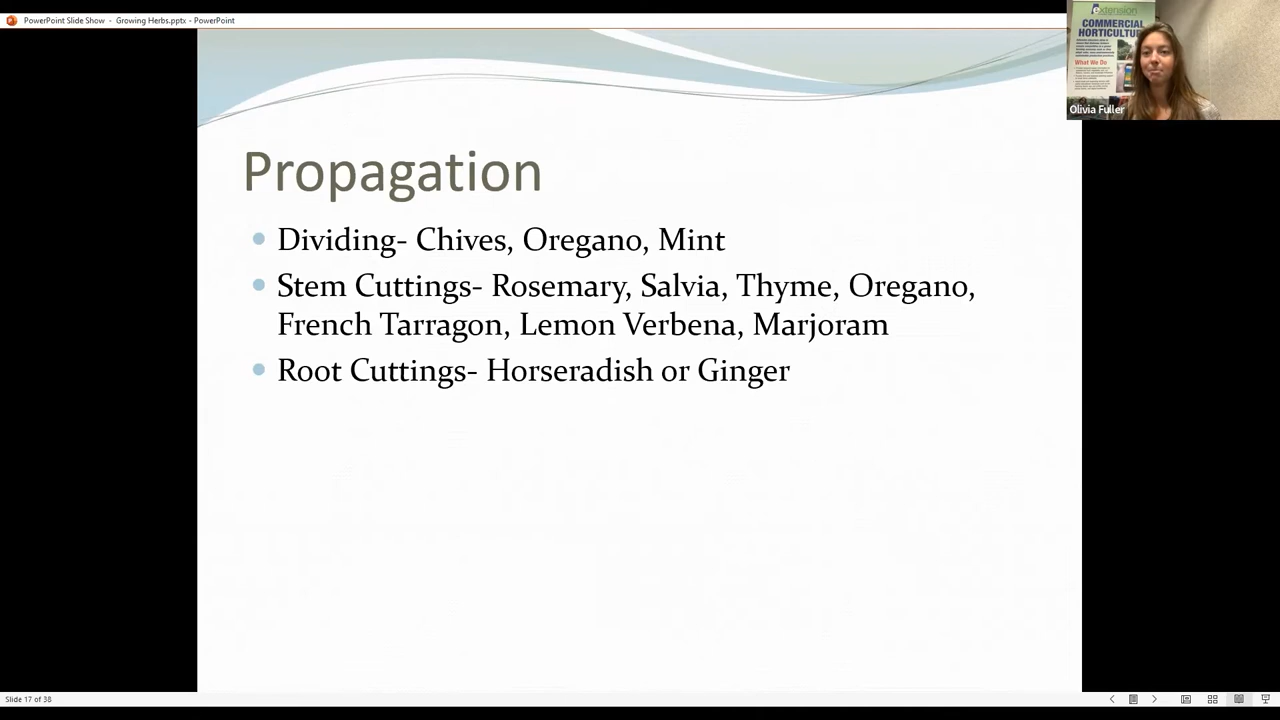 PowerPoint Slide Show - Growing Herbs.pptx - PowerPoint
extension
COMMERCIAL
HORTICULTURE
What We Do
Olivia Fuller
Propagation
Dividing- Chives, Oregano, Mint
Stem Cuttings- Rosemary, Salvia, Thyme, Oregano,
French Tarragon, Lemon Verbena, Marjoram
Root Cuttings- Horseradish or Ginger
Slide 17 of 38